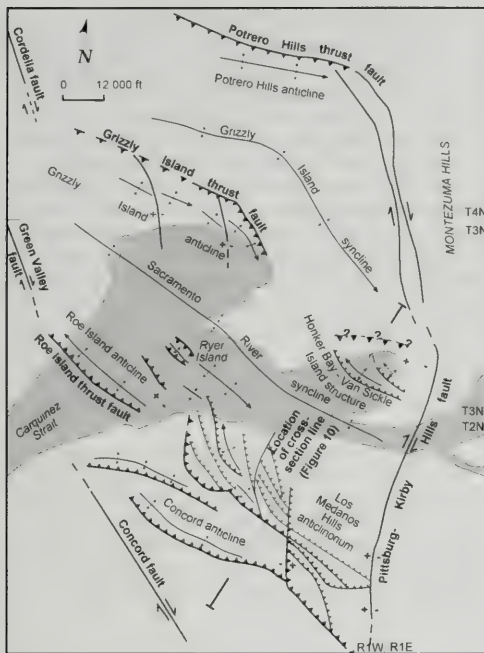 Cordelia fault
N
0 12 000 ft
Potrero Hills thrust fault
Potrero Hills anticline
Grizzly Island thrust fault
Grizzly Island anticline
Grizzly Island syncline
MONTEZUMA HILLS
T4N
T3N
Green Valley fault
Sacramento River syncline
Roe Island anticline
Roe Island thrust fault
Ryer Island
Honker Bay - Van Sickle Island structure
? ? ? ?
Carquinez Strait
T3N
T2N
Location of cross-section line (Figure 10)
Los Medanos Hills anticlinorium
Pittsburg-Kirby Hills fault
Concord anticline
Concord fault
R1W R1E